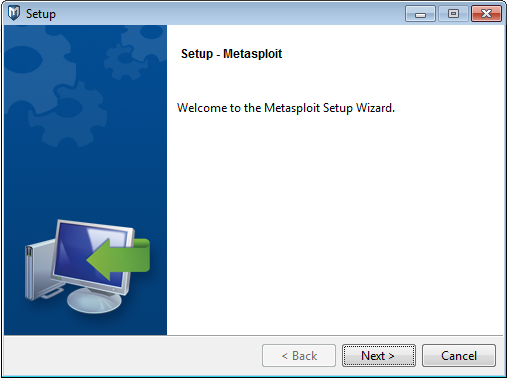 Setup
Setup - Metasploit
Welcome to the Metasploit Setup Wizard.
< Back
Next >
Cancel